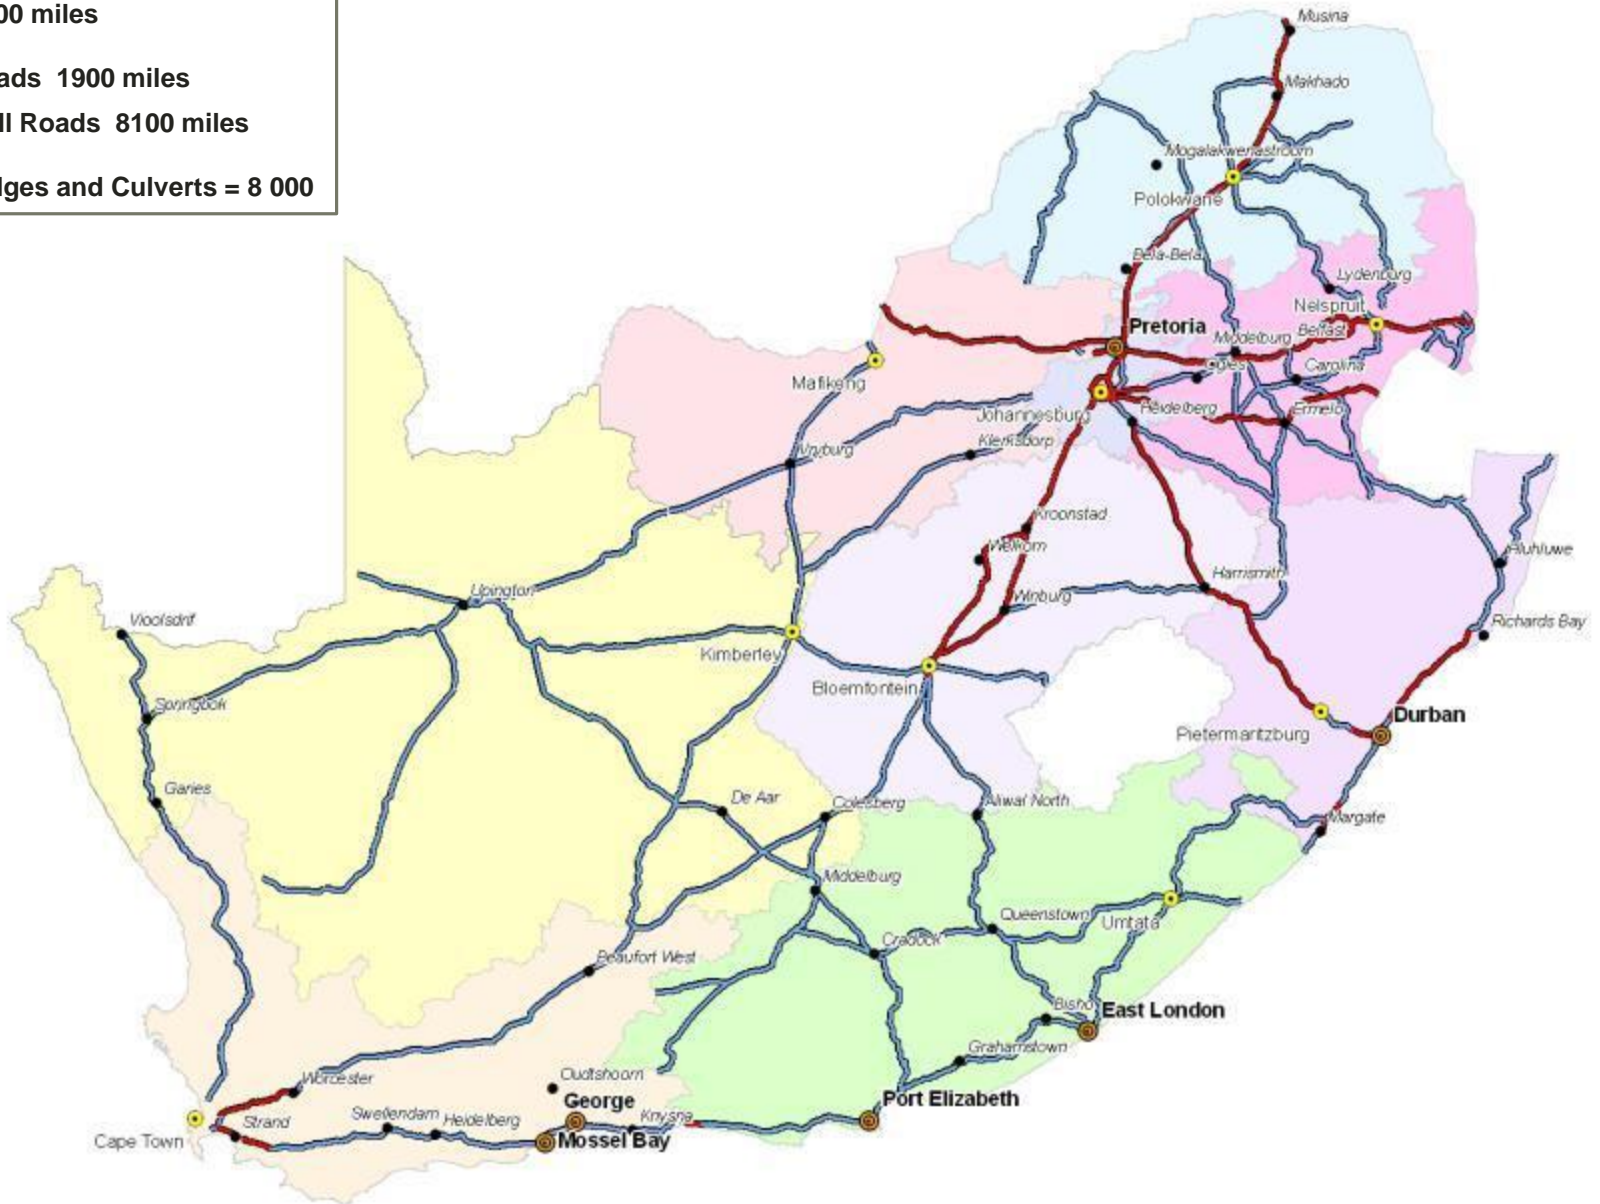 00 miles
ads 1900 miles
ll Roads 8100 miles
dges and Culverts = 8 000
Musina
Makhado
Mogalakwenastroom
Polokwane
Bela-Bela
Lydenburg
Nelspruit
Pretoria
Middelburg
Belfast
Ogies
Carolina
Mafikeng
Johannesburg
Heidelberg
Ermelo
Klerksdorp
Vryburg
Kroonstad
Welkom
Hluhluwe
Harrismith
Upington
Winburg
Vioolsdrif
Richards Bay
Kimberley
Bloemfontein
Springbok
Durban
Pietermaritzburg
Garies
De Aar
Colesberg
Aliwal North
Margate
Middelburg
Queenstown
Umtata
Cradock
Beaufort West
Bisho
East London
Grahamstown
Worcester
Oudtshoorn
George
Port Elizabeth
Strand
Swellendam
Heidelberg
Knysna
Cape Town
Mossel Bay